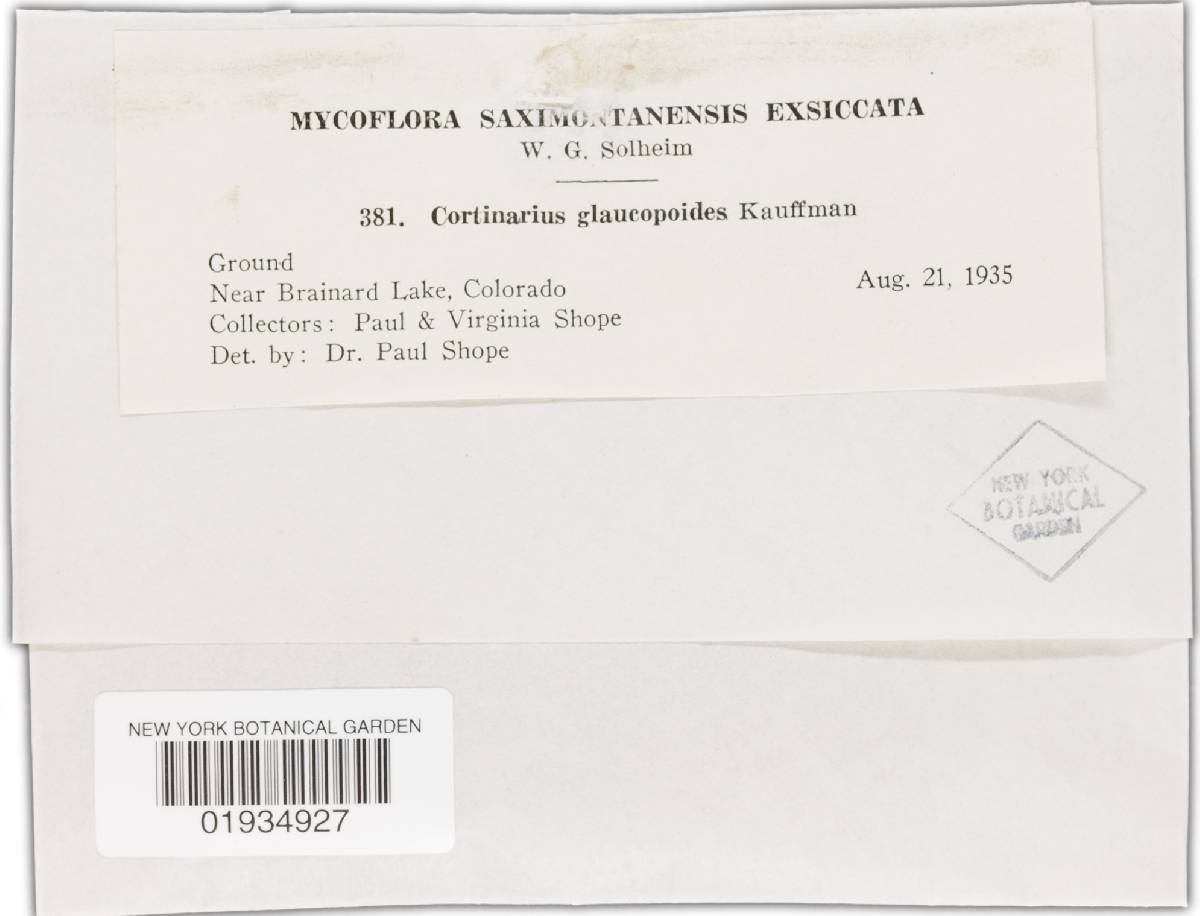 MYCOFLORA SAXIMONTANENSIS EXSICCATA
W. G. Solheim
381. Cortinarius glaucopoides Kauffman
Ground
Near Brainard Lake, Colorado
Aug. 21, 1935
Collectors: Paul & Virginia Shope
Det. by: Dr. Paul Shope
NEW YORK
BOTANICAL
GARDEN
NEW YORK BOTANICAL GARDEN
01934927